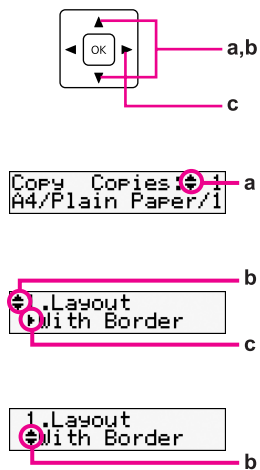 OK
a,b
c
Copy Copies:♦ 1
a
A4/Plain Paper/1
b
1.Layout
With Border
c
1.Layout
With Border
b